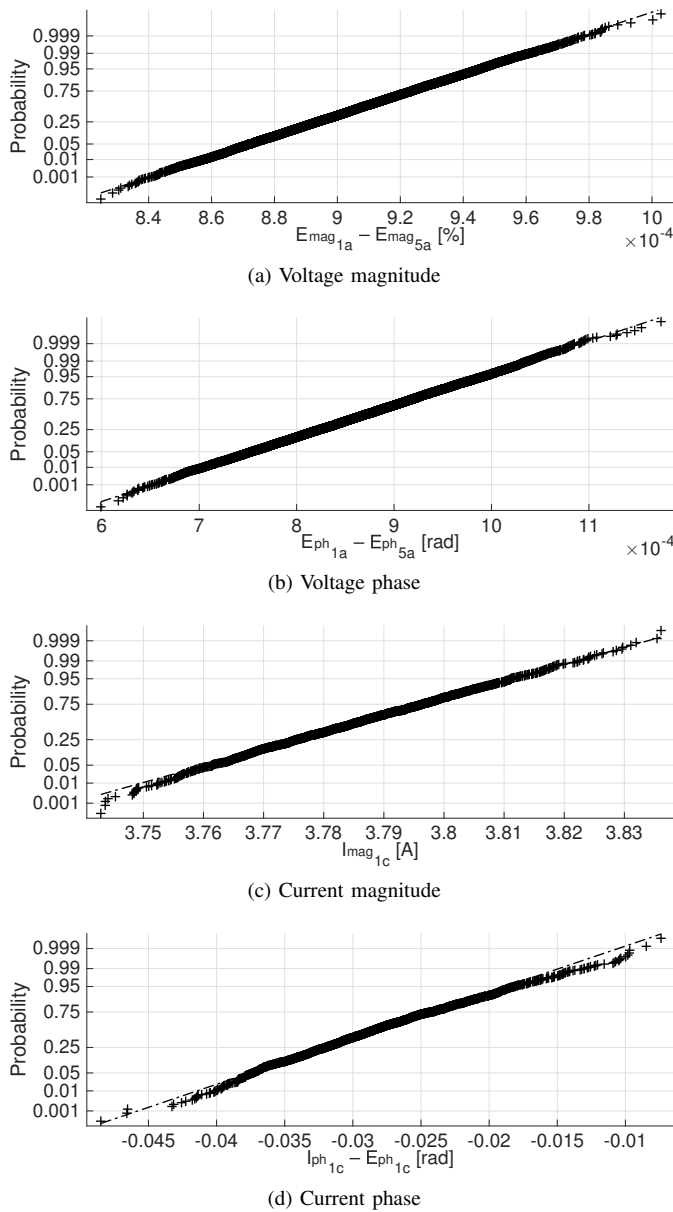 0.999
0.99
0.95
0.75
0.25
0.05
0.01
0.001
Probability
8.4 8.6 8.8 9 9.2 9.4 9.6 9.8 10
Emag1a − Emag5a [%]
×10-4
(a) Voltage magnitude
0.999
0.99
0.95
0.75
0.25
0.05
0.01
0.001
Probability
6 7 8 9 10 11
Eph1a − Eph5a [rad]
×10-4
(b) Voltage phase
0.999
0.99
0.95
0.75
0.25
0.05
0.01
0.001
Probability
3.75 3.76 3.77 3.78 3.79 3.8 3.81 3.82 3.83
Imag1c [A]
(c) Current magnitude
0.999
0.99
0.95
0.75
0.25
0.05
0.01
0.001
Probability
-0.045 -0.04 -0.035 -0.03 -0.025 -0.02 -0.015 -0.01
Iph1c − Eph1c [rad]
(d) Current phase